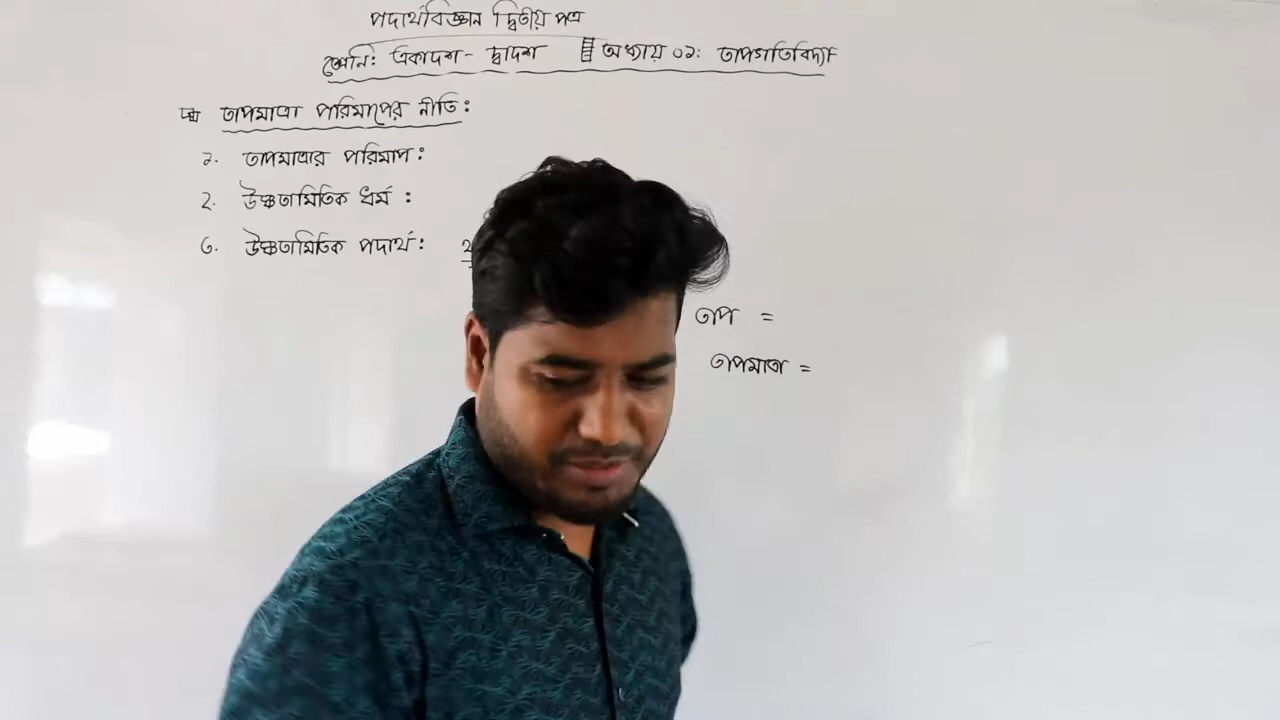 পদার্থবিজ্ঞান দ্বিতীয় পত্র
শ্রেনি: একাদশ - দ্বাদশ অধ্যায় ০১: তাপগতিবিদ্যা
তাপমাত্রা পরিমাপের নীতি:
১. তাপমাত্রার পরিমাপ:
২. উষ্ণতামিতিক ধর্ম :
৩. উষ্ণতামিতিক পদার্থ:
তাপ =
তাপমাত্রা =